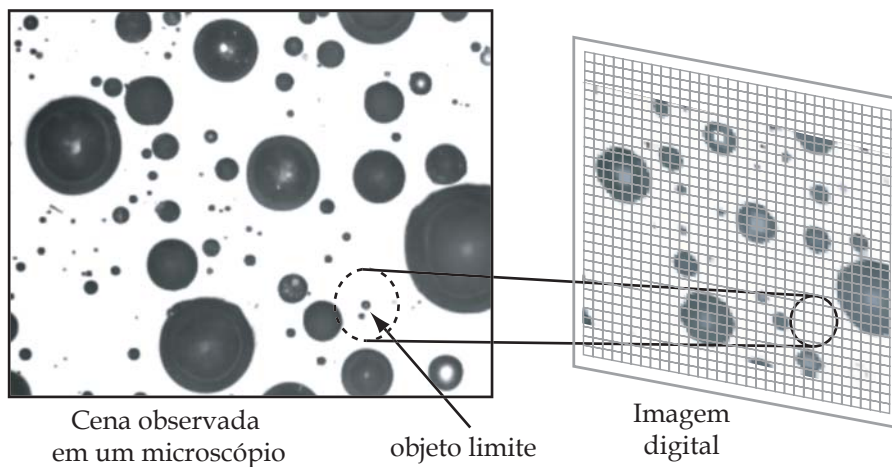 Cena observada
em um microscópio
objeto limite
Imagem
digital